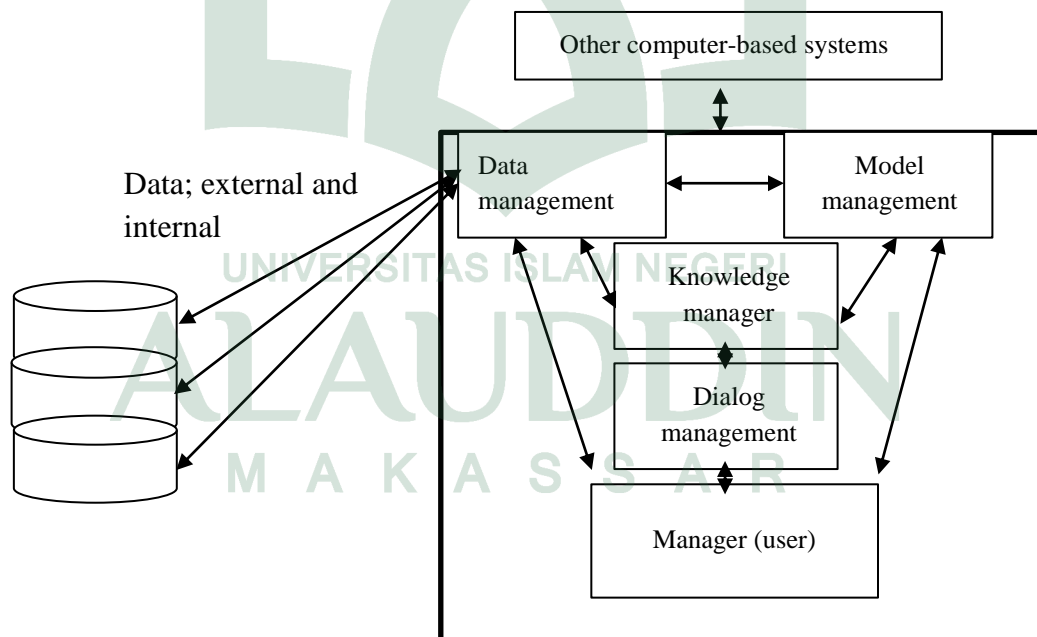 Other computer-based systems
Data; external and
internal
Data
management
Model
management
UNIVERSITAS ISLAM NEGERI
Knowledge
manager
ALAUDDIN
Dialog
management
MAKASSAR
Manager (user)